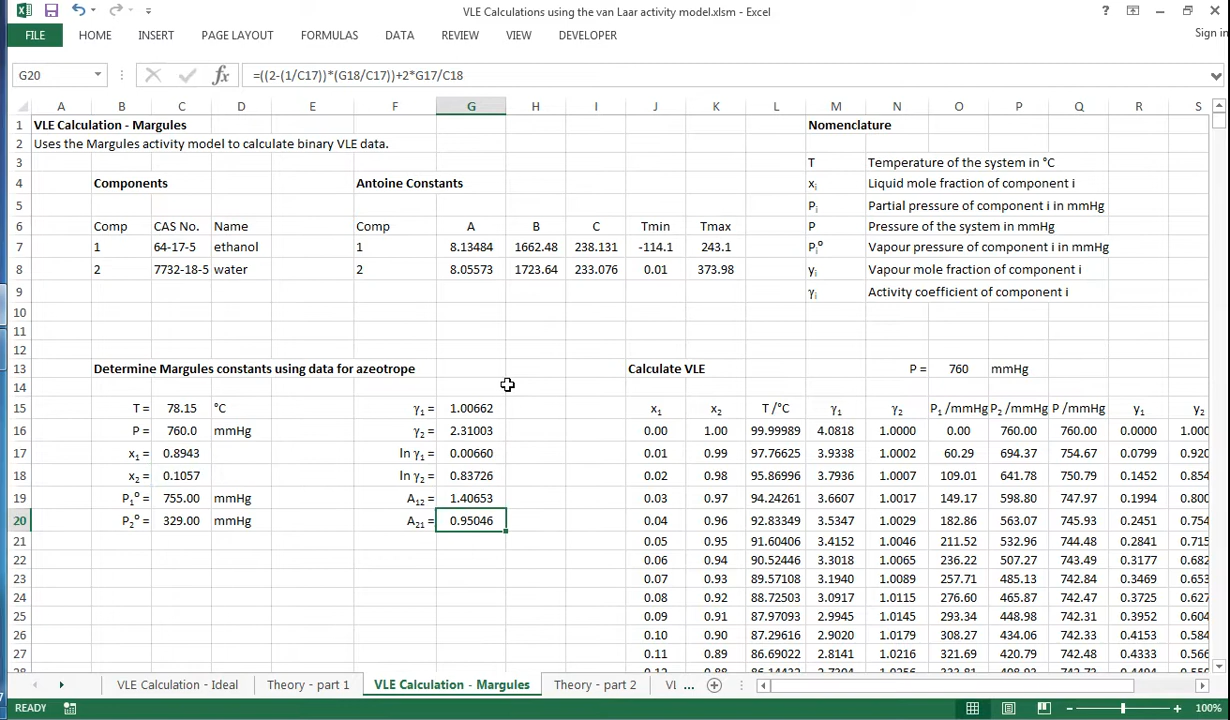 VLE Calculations using the van Laar activity model.xlsm - Excel
Sign in
FILE HOME INSERT PAGE LAYOUT FORMULAS DATA REVIEW VIEW DEVELOPER
G20 fx =((2-(1/C17))*(G18/C17))+2*G17/C18
A B C D E F G H I J K L M N O P Q R S
1 VLE Calculation - Margules Nomenclature
2 Uses the Margules activity model to calculate binary VLE data.
3 T Temperature of the system in °C
4 Components Antoine Constants xi Liquid mole fraction of component i
5 Pi Partial pressure of component i in mmHg
6 Comp CAS No. Name Comp A B C Tmin Tmax P Pressure of the system in mmHg
7 1 64-17-5 ethanol 1 8.13484 1662.48 238.131 -114.1 243.1 Pi° Vapour pressure of component i in mmHg
8 2 7732-18-5 water 2 8.05573 1723.64 233.076 0.01 373.98 yi Vapour mole fraction of component i
9 γi Activity coefficient of component i
10
11
12
13 Determine Margules constants using data for azeotrope Calculate VLE P = 760 mmHg
14
15 T = 78.15 °C γ1 = 1.00662 x1 x2 T /°C γ1 γ2 P1 /mmHg P2 /mmHg P /mmHg y1 y2
16 P = 760.0 mmHg γ2 = 2.31003 0.00 1.00 99.99989 4.0818 1.0000 0.00 760.00 760.00 0.0000 1.000
17 x1 = 0.8943 ln γ1 = 0.00660 0.01 0.99 97.76625 3.9338 1.0002 60.29 694.37 754.67 0.0799 0.920
18 x2 = 0.1057 ln γ2 = 0.83726 0.02 0.98 95.86996 3.7936 1.0007 109.01 641.78 750.79 0.1452 0.854
19 P1° = 755.00 mmHg A12 = 1.40653 0.03 0.97 94.24261 3.6607 1.0017 149.17 598.80 747.97 0.1994 0.800
20 P2° = 329.00 mmHg A21 = 0.95046 0.04 0.96 92.83349 3.5347 1.0029 182.86 563.07 745.93 0.2451 0.754
21 0.05 0.95 91.60406 3.4152 1.0046 211.52 532.96 744.48 0.2841 0.715
22 0.06 0.94 90.52446 3.3018 1.0065 236.22 507.27 743.49 0.3177 0.682
23 0.07 0.93 89.57108 3.1940 1.0089 257.71 485.13 742.84 0.3469 0.653
24 0.08 0.92 88.72503 3.0917 1.0115 276.60 465.87 742.47 0.3725 0.627
25 0.09 0.91 87.97093 2.9945 1.0145 293.34 448.98 742.31 0.3952 0.604
26 0.10 0.90 87.29616 2.9020 1.0179 308.27 434.06 742.33 0.4153 0.584
27 0.11 0.89 86.69022 2.8141 1.0216 321.69 420.79 742.48 0.4333 0.566
VLE Calculation - Ideal Theory - part 1 VLE Calculation - Margules Theory - part 2 VI ...
READY 100%